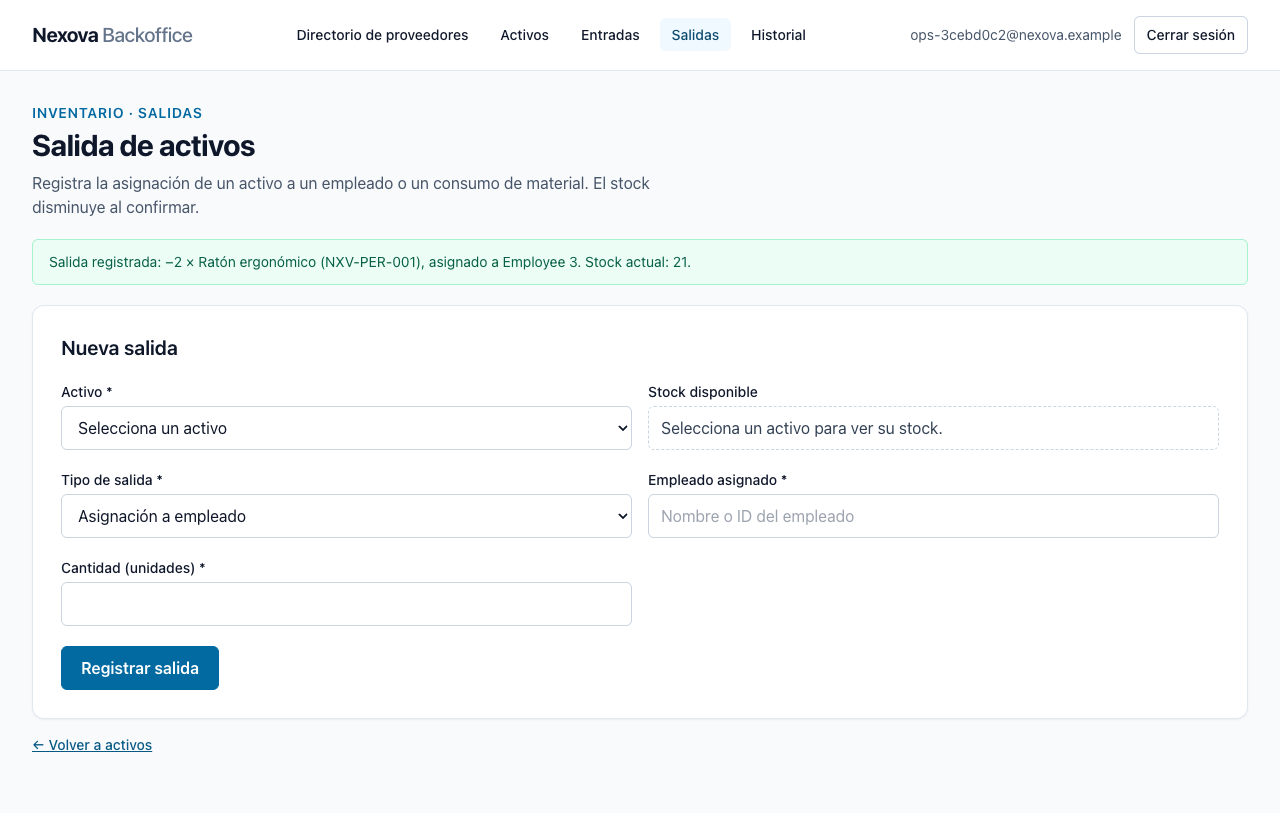 Nexova Backoffice
Directorio de proveedores
Activos
Entradas
Salidas
Historial
ops-3cebd0c2@nexova.example
Cerrar sesión
INVENTARIO · SALIDAS
Salida de activos
Registra la asignación de un activo a un empleado o un consumo de material. El stock
disminuye al confirmar.
Salida registrada: −2 × Ratón ergonómico (NXV-PER-001), asignado a Employee 3. Stock actual: 21.
Nueva salida
Activo *
Selecciona un activo
Stock disponible
Selecciona un activo para ver su stock.
Tipo de salida *
Asignación a empleado
Empleado asignado *
Nombre o ID del empleado
Cantidad (unidades) *
Registrar salida
← Volver a activos